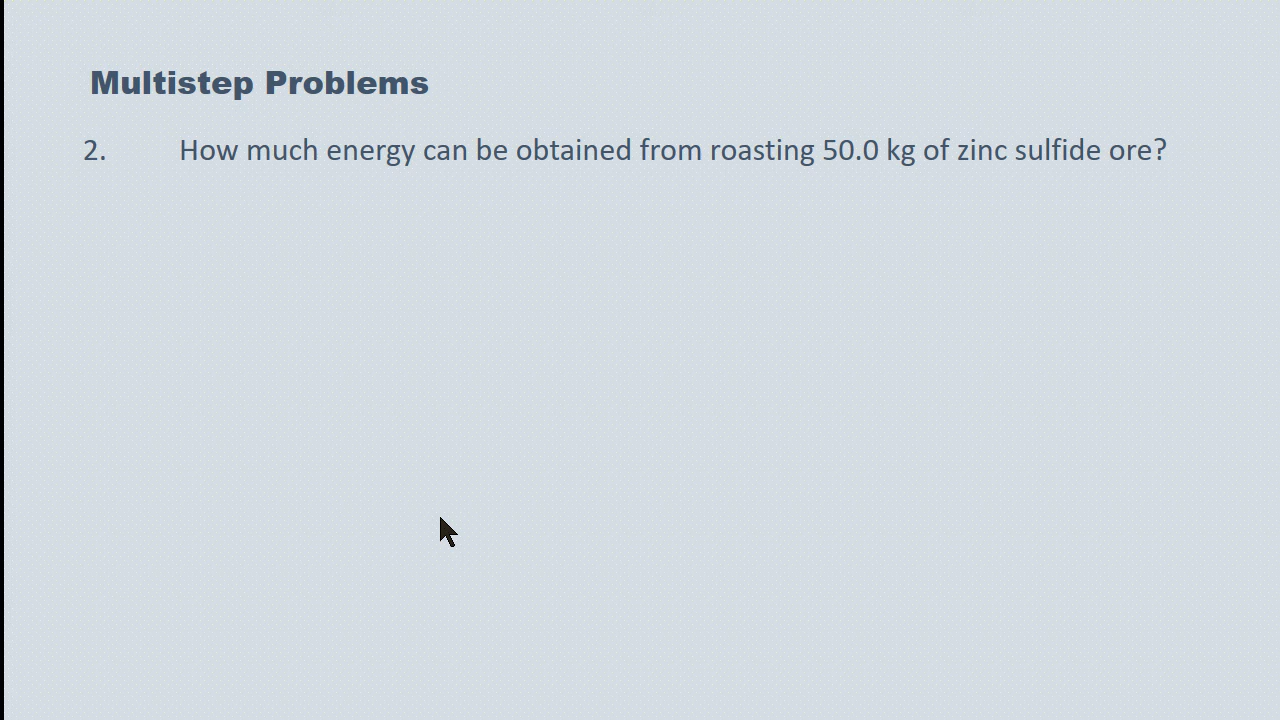 Multistep Problems
2. How much energy can be obtained from roasting 50.0 kg of zinc sulfide ore?